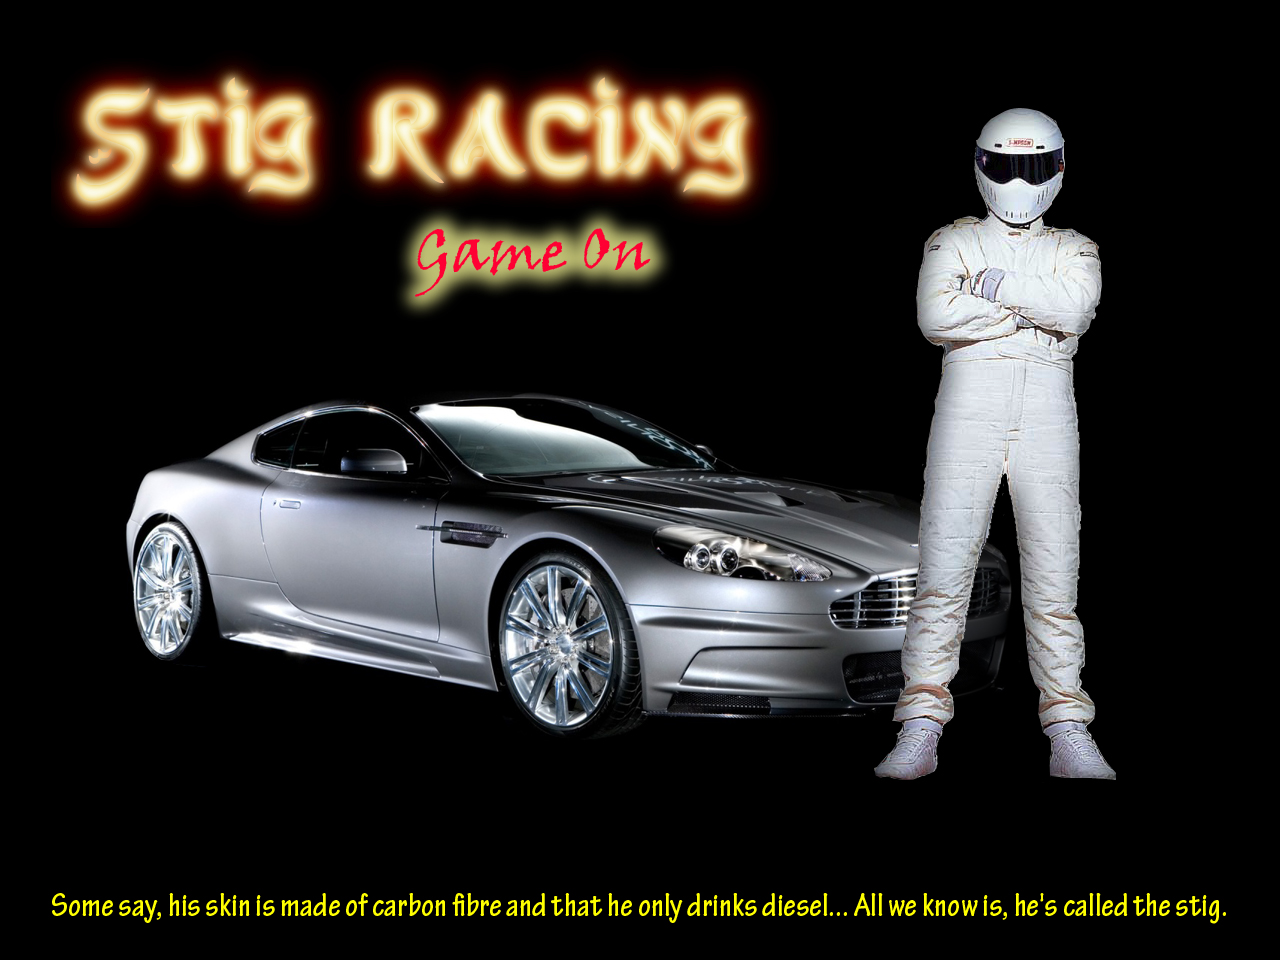 Stig Racing
Game On
SIMPSON
Some say, his skin is made of carbon fibre and that he only drinks diesel... All we know is, he's called the stig.